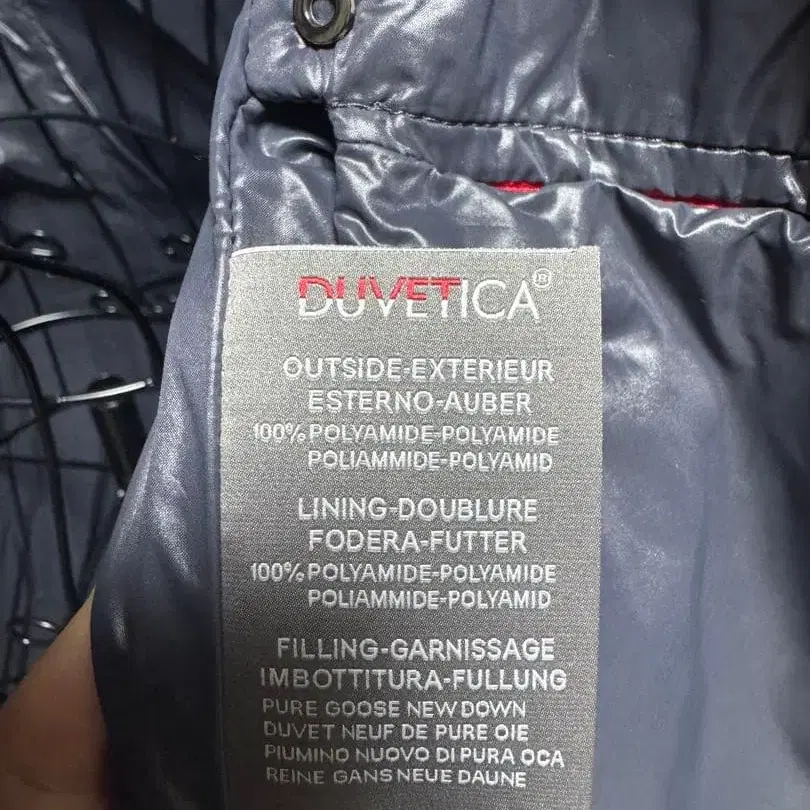 DUVETICA®
OUTSIDE-EXTERIEUR
ESTERNO-AUBER
100% POLYAMIDE-POLYAMIDE
POLIAMMIDE-POLYAMID
LINING-DOUBLURE
FODERA-FUTTER
100% POLYAMIDE-POLYAMIDE
POLIAMMIDE-POLYAMID
FILLING-GARNISSAGE
IMBOTTITURA-FULLUNG
PURE GOOSE NEW DOWN
DUVET NEUF DE PURE OIE
PIUMINO NUOVO DI PURA OCA
REINE GANS NEUE DAUNE